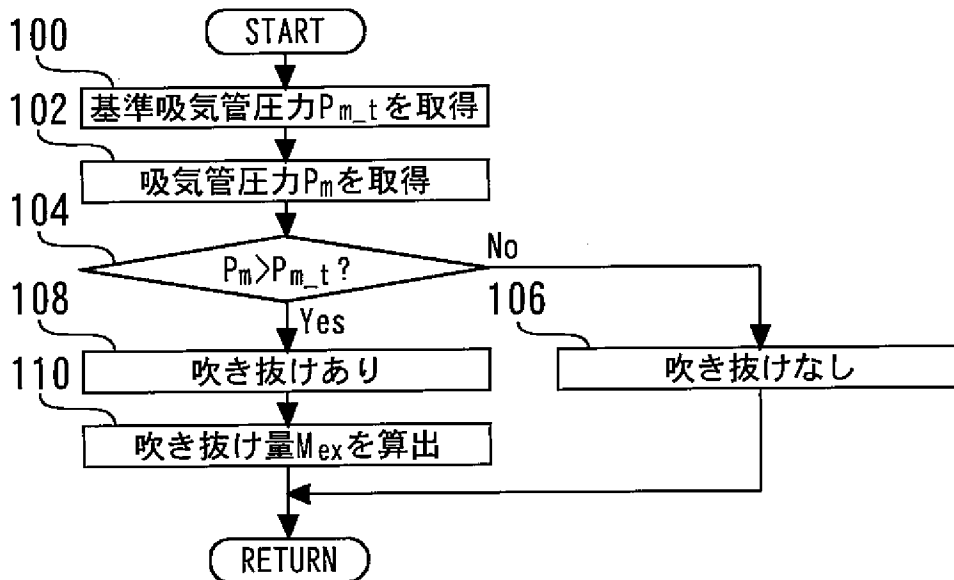 START
100
基準吸気管圧力Pm_tを取得
102
吸気管圧力Pmを取得
104
Pm>Pm_t?
No
Yes
108
吹き抜けあり
106
吹き抜けなし
110
吹き抜け量Mexを算出
RETURN